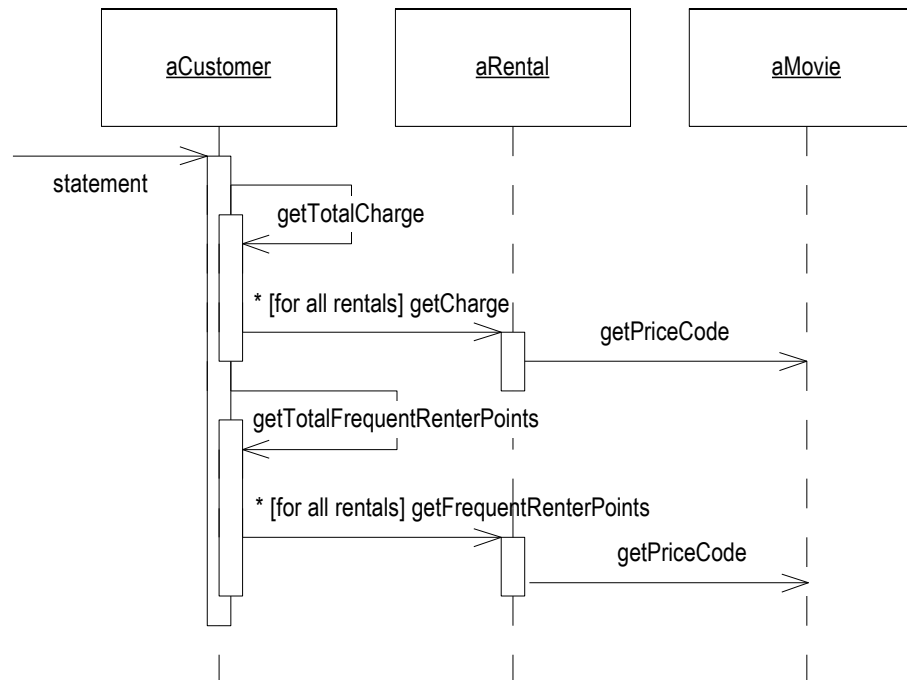 aCustomer
aRental
aMovie
statement
getTotalCharge
* [for all rentals] getCharge
getPriceCode
getTotalFrequentRenterPoints
* [for all rentals] getFrequentRenterPoints
getPriceCode